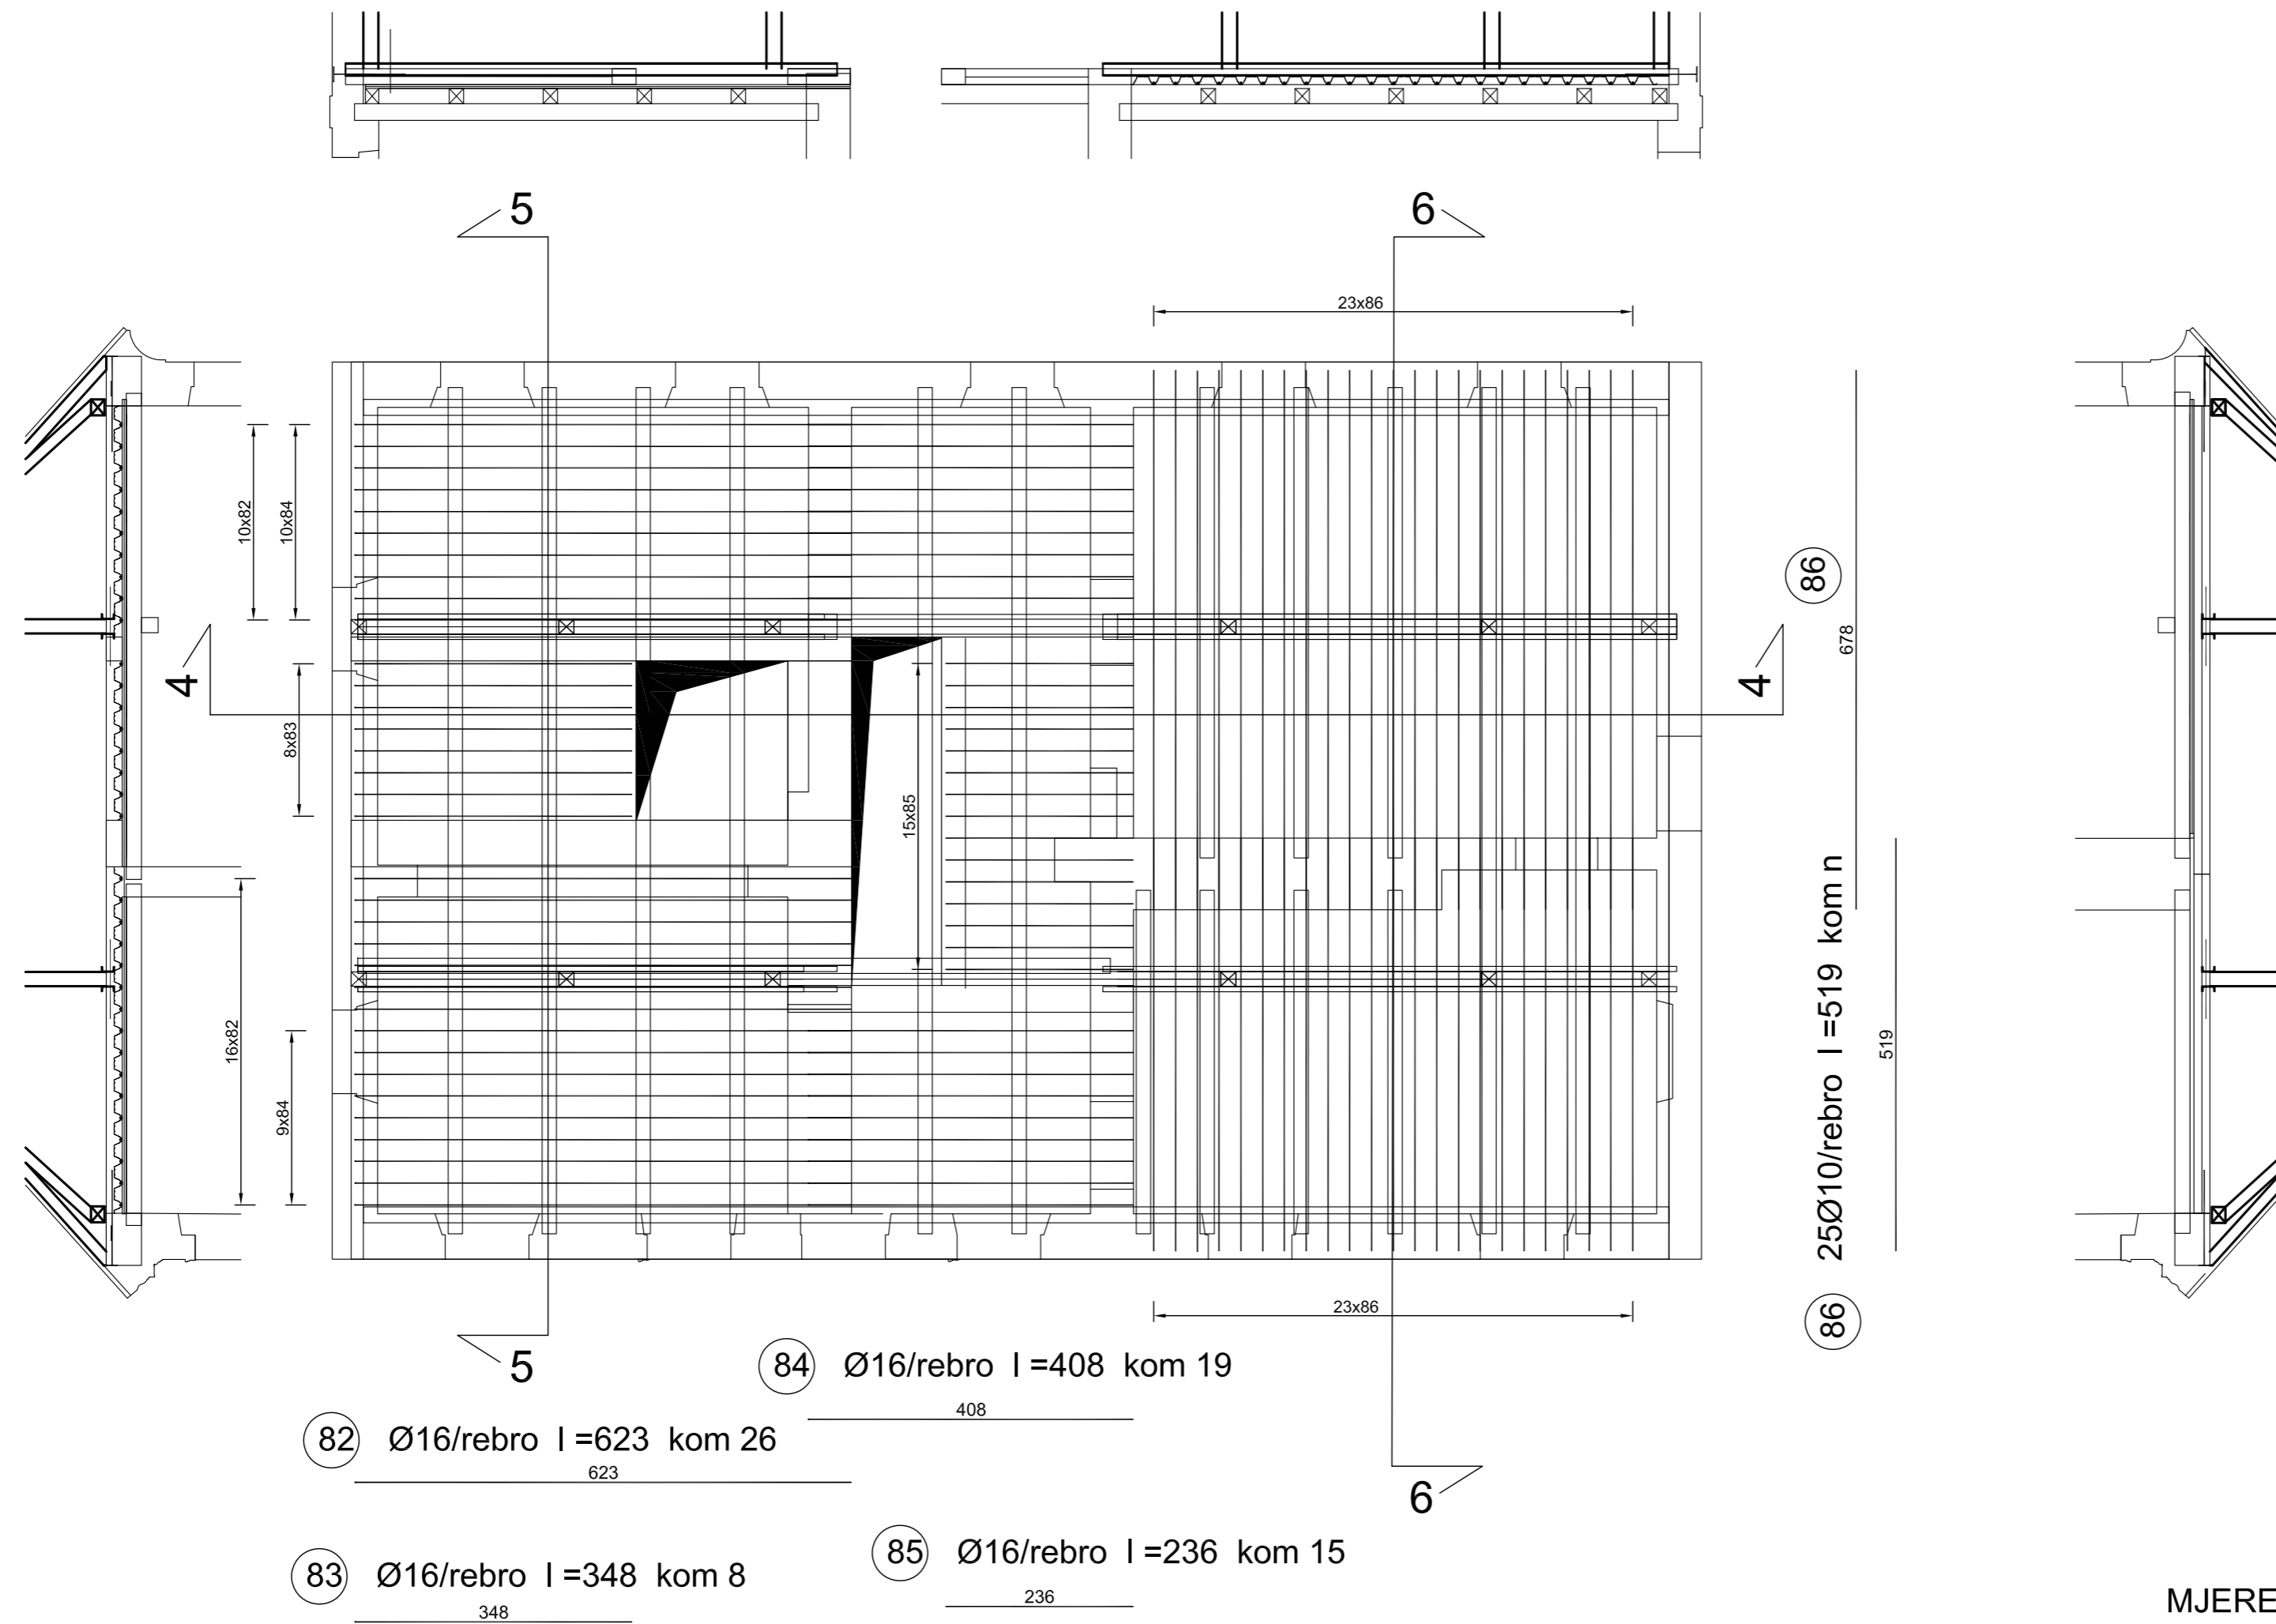 5
6
23x86
10x82
10x84
86
678
4
4
8x83
15x85
86 25Ø10/rebro l =519 kom n
519
16x82
9x84
23x86
5
84 Ø16/rebro l =408 kom 19
408
82 Ø16/rebro l =623 kom 26
623
6
85 Ø16/rebro l =236 kom 15
236
83 Ø16/rebro l =348 kom 8
348
MJERE